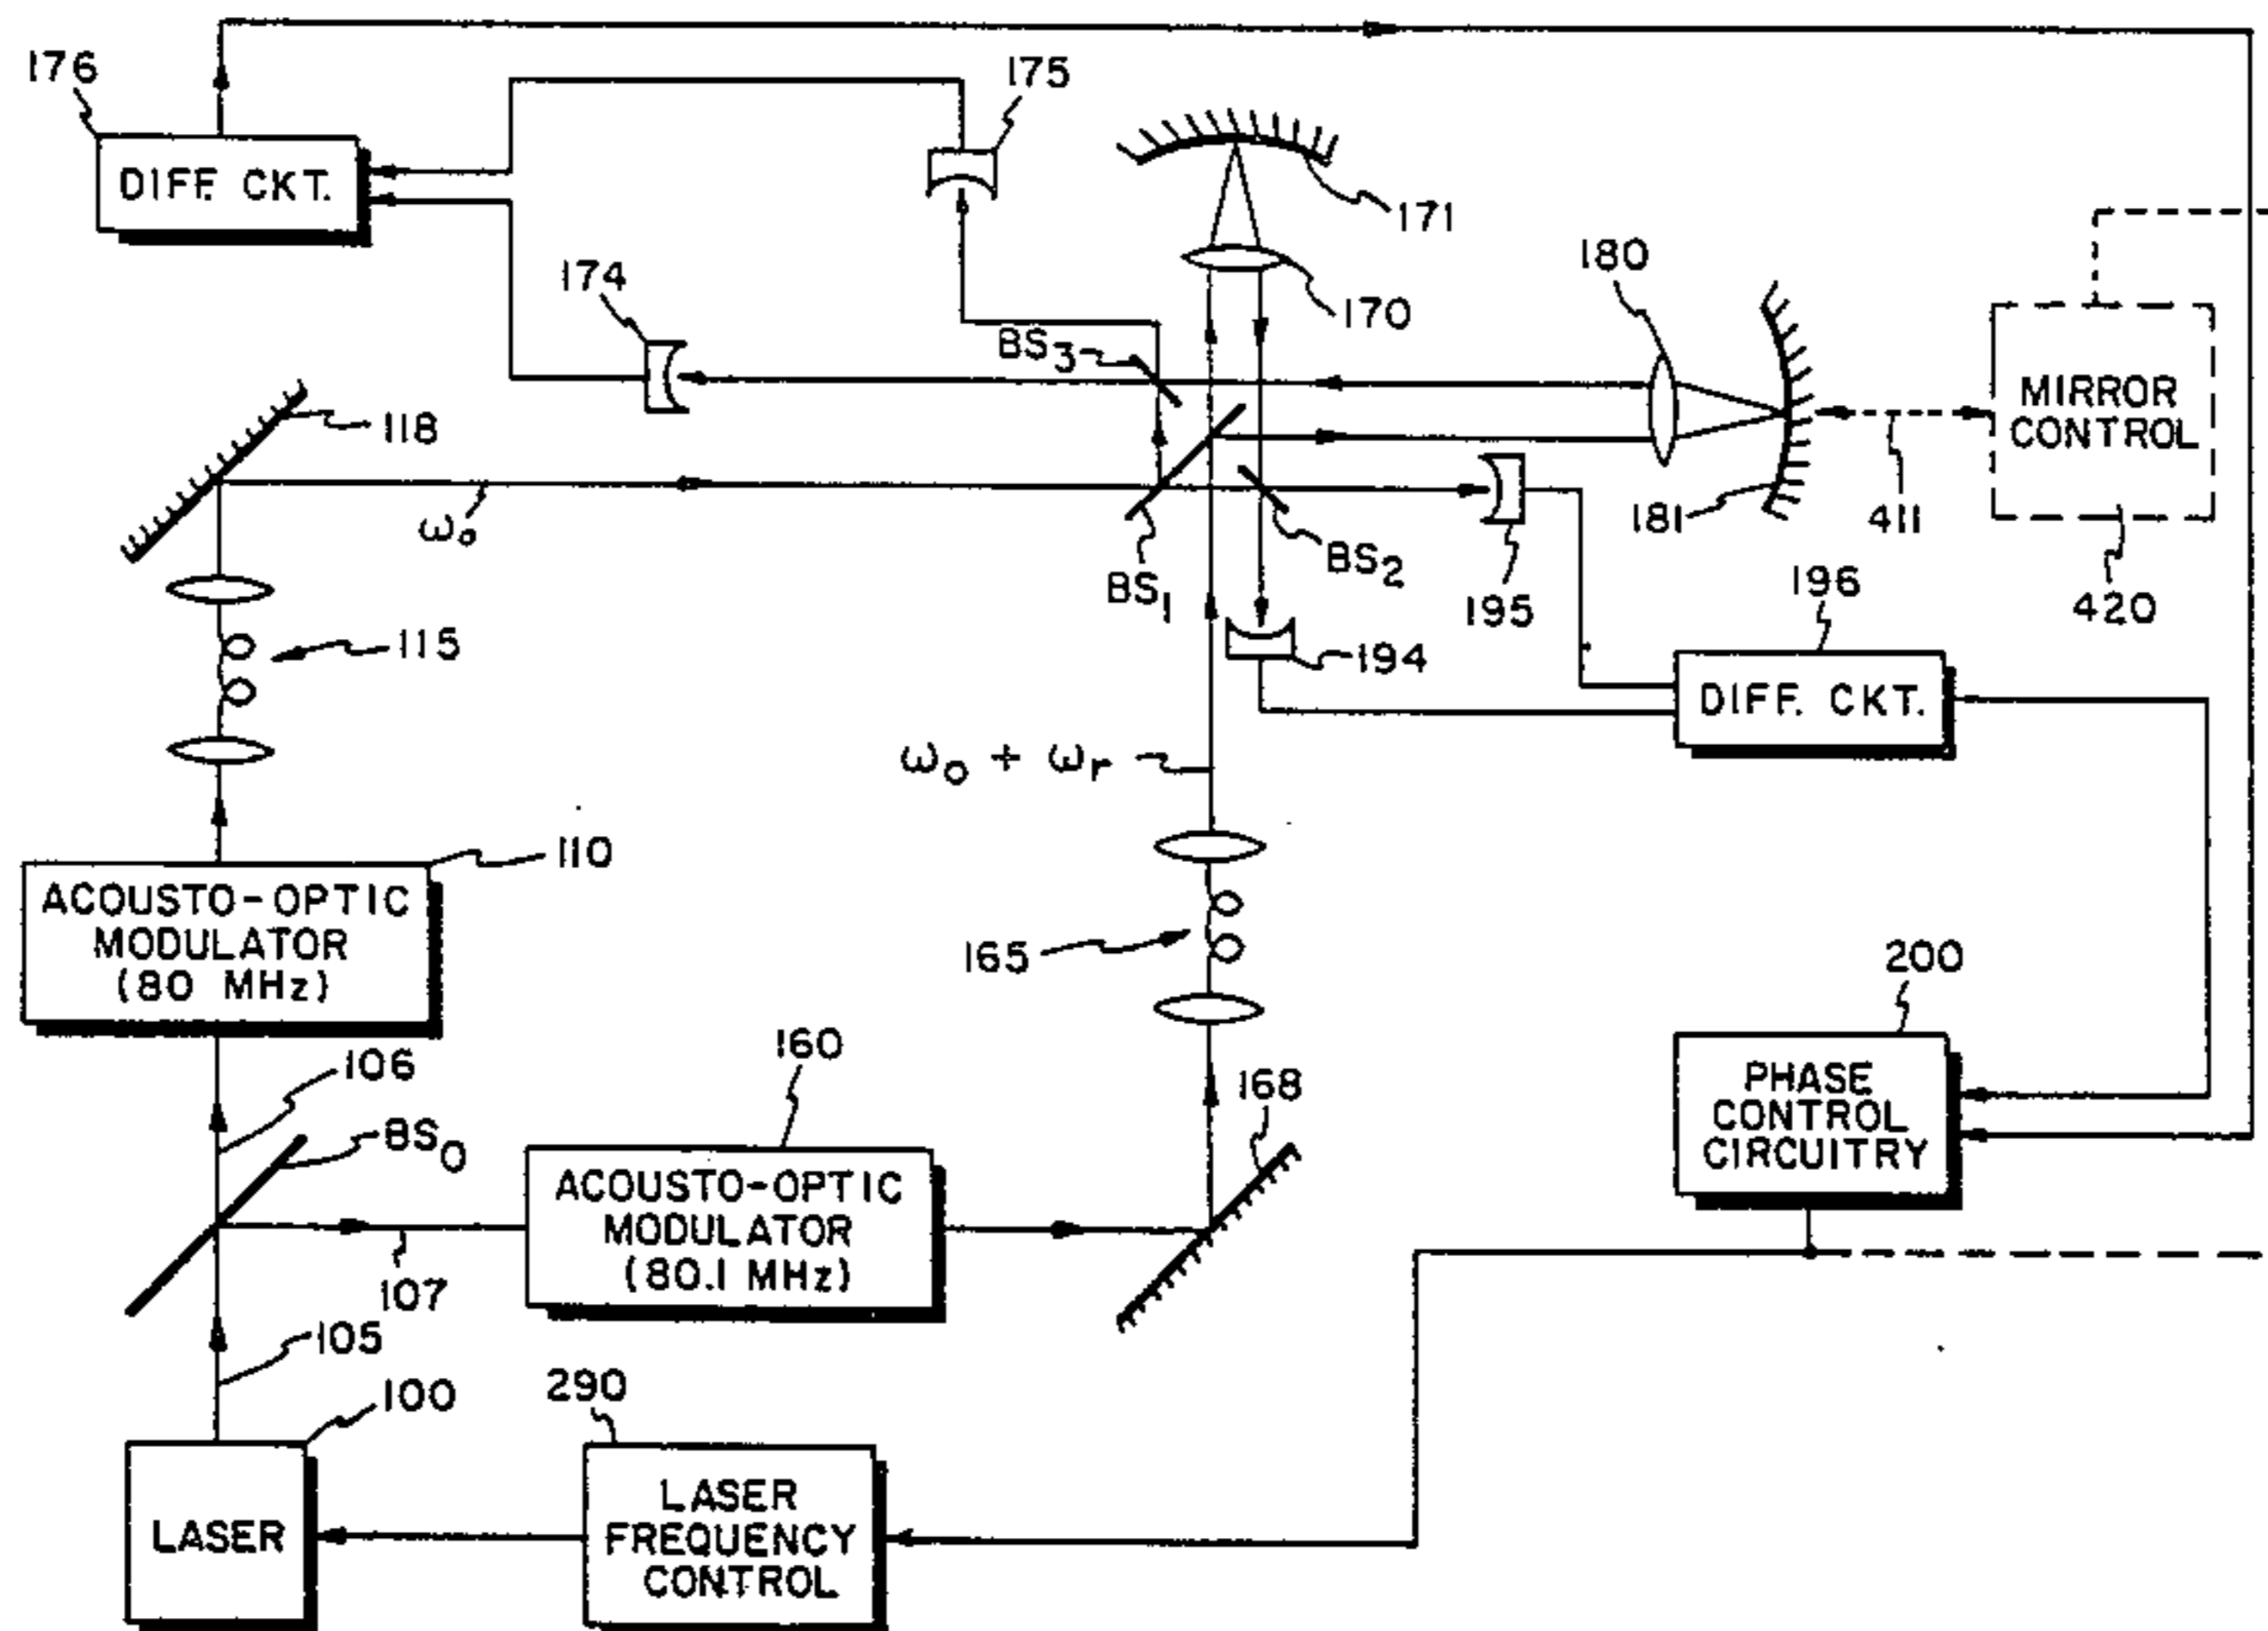 176
175
DIFF. CKT.
171
174
180
170
BS3
MIRROR
CONTROL
118
ω₀
181
411
BS1
BS2
195
196
420
115
194
DIFF. CKT.
ω₀ + ωr
110
ACOUSTO-OPTIC
MODULATOR
(80 MHz)
165
200
106
160
168
PHASE
CONTROL
CIRCUITRY
BS0
ACOUSTO-OPTIC
MODULATOR
(80.1 MHz)
107
105
100
290
LASER
LASER
FREQUENCY
CONTROL